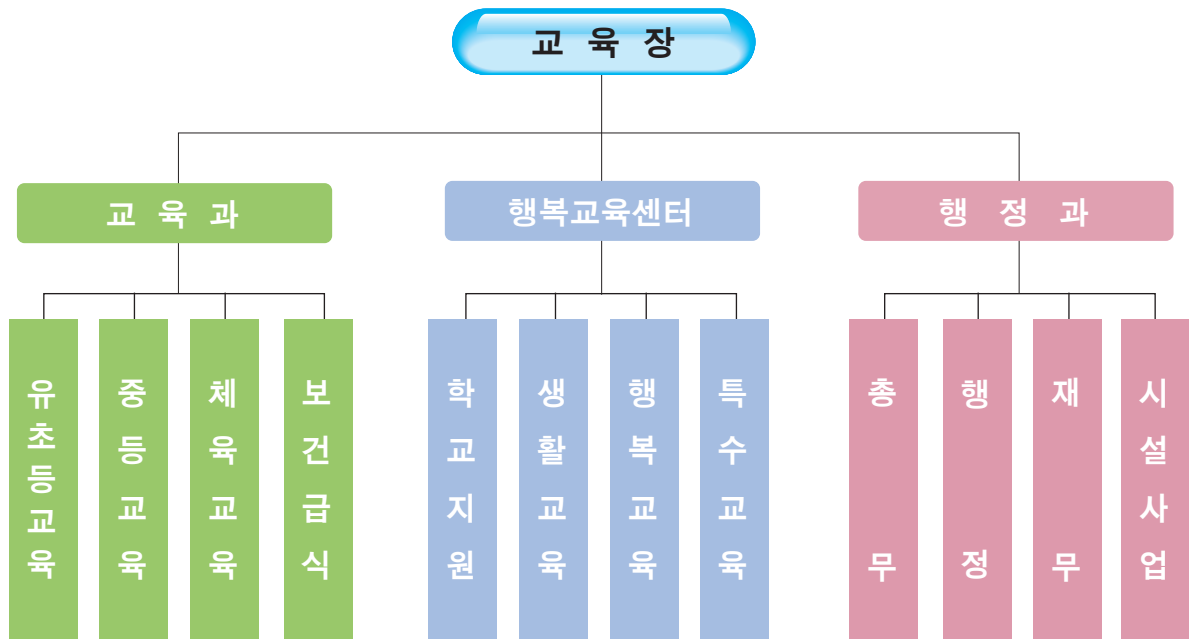 교 육 장
교 육 과
행복교육센터
행 정 과
유초등교육
중등교육
체육교육
보건급식
학교지원
생활교육
행복교육
특수교육
총무
행정
재무
시설사업